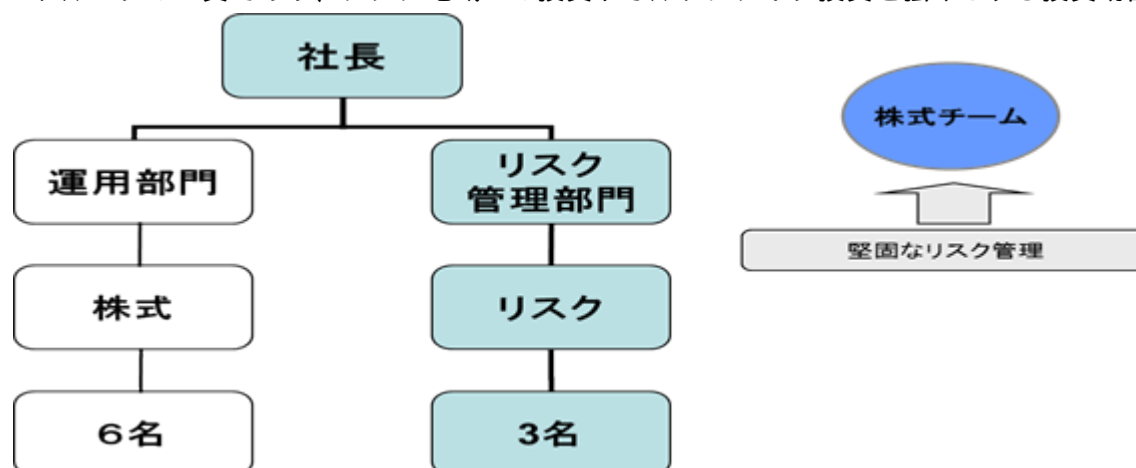 社長
運用部門
リスク
管理部門
株式
リスク
6名
3名
株式チーム
堅固なリスク管理